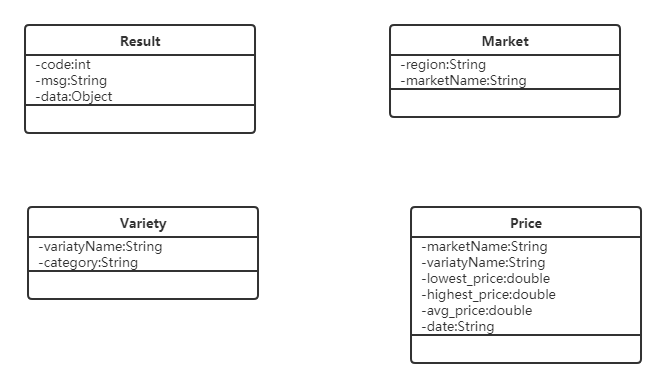 Result
-code:int
-msg:String
-data:Object
Market
-region:String
-marketName:String
Variety
-variatyName:String
-category:String
Price
-marketName:String
-variatyName:String
-lowest_price:double
-highest_price:double
-avg_price:double
-date:String